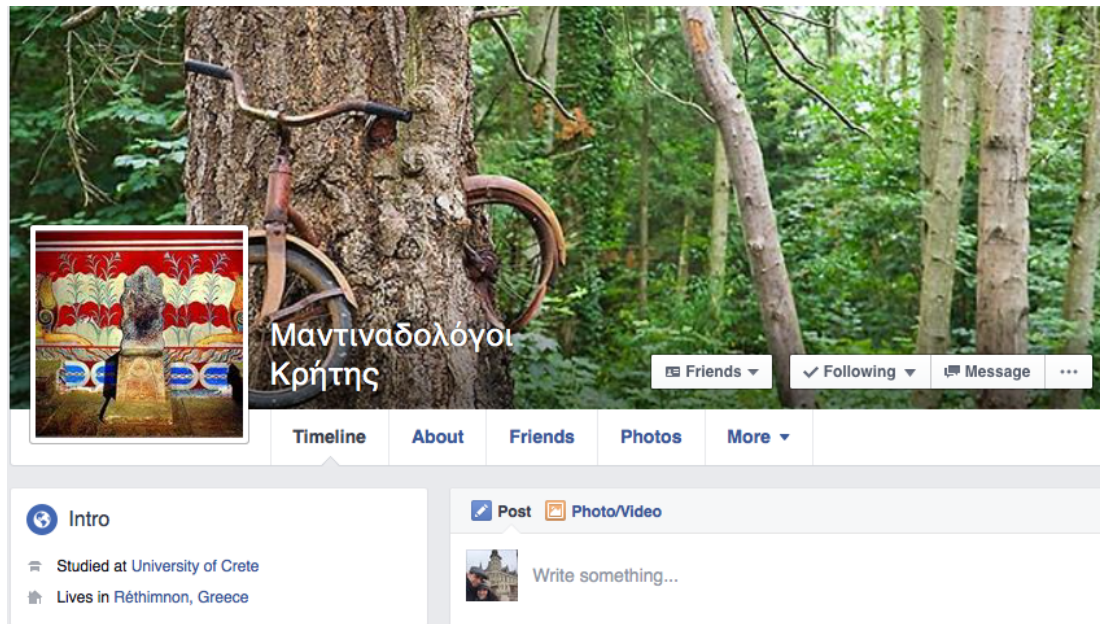 Μαντιναδολόγοι
Κρήτης
Friends
Following
Message
Timeline
About
Friends
Photos
More
Intro
Studied at University of Crete
Lives in Réthimnon, Greece
Post
Photo/Video
Write something...